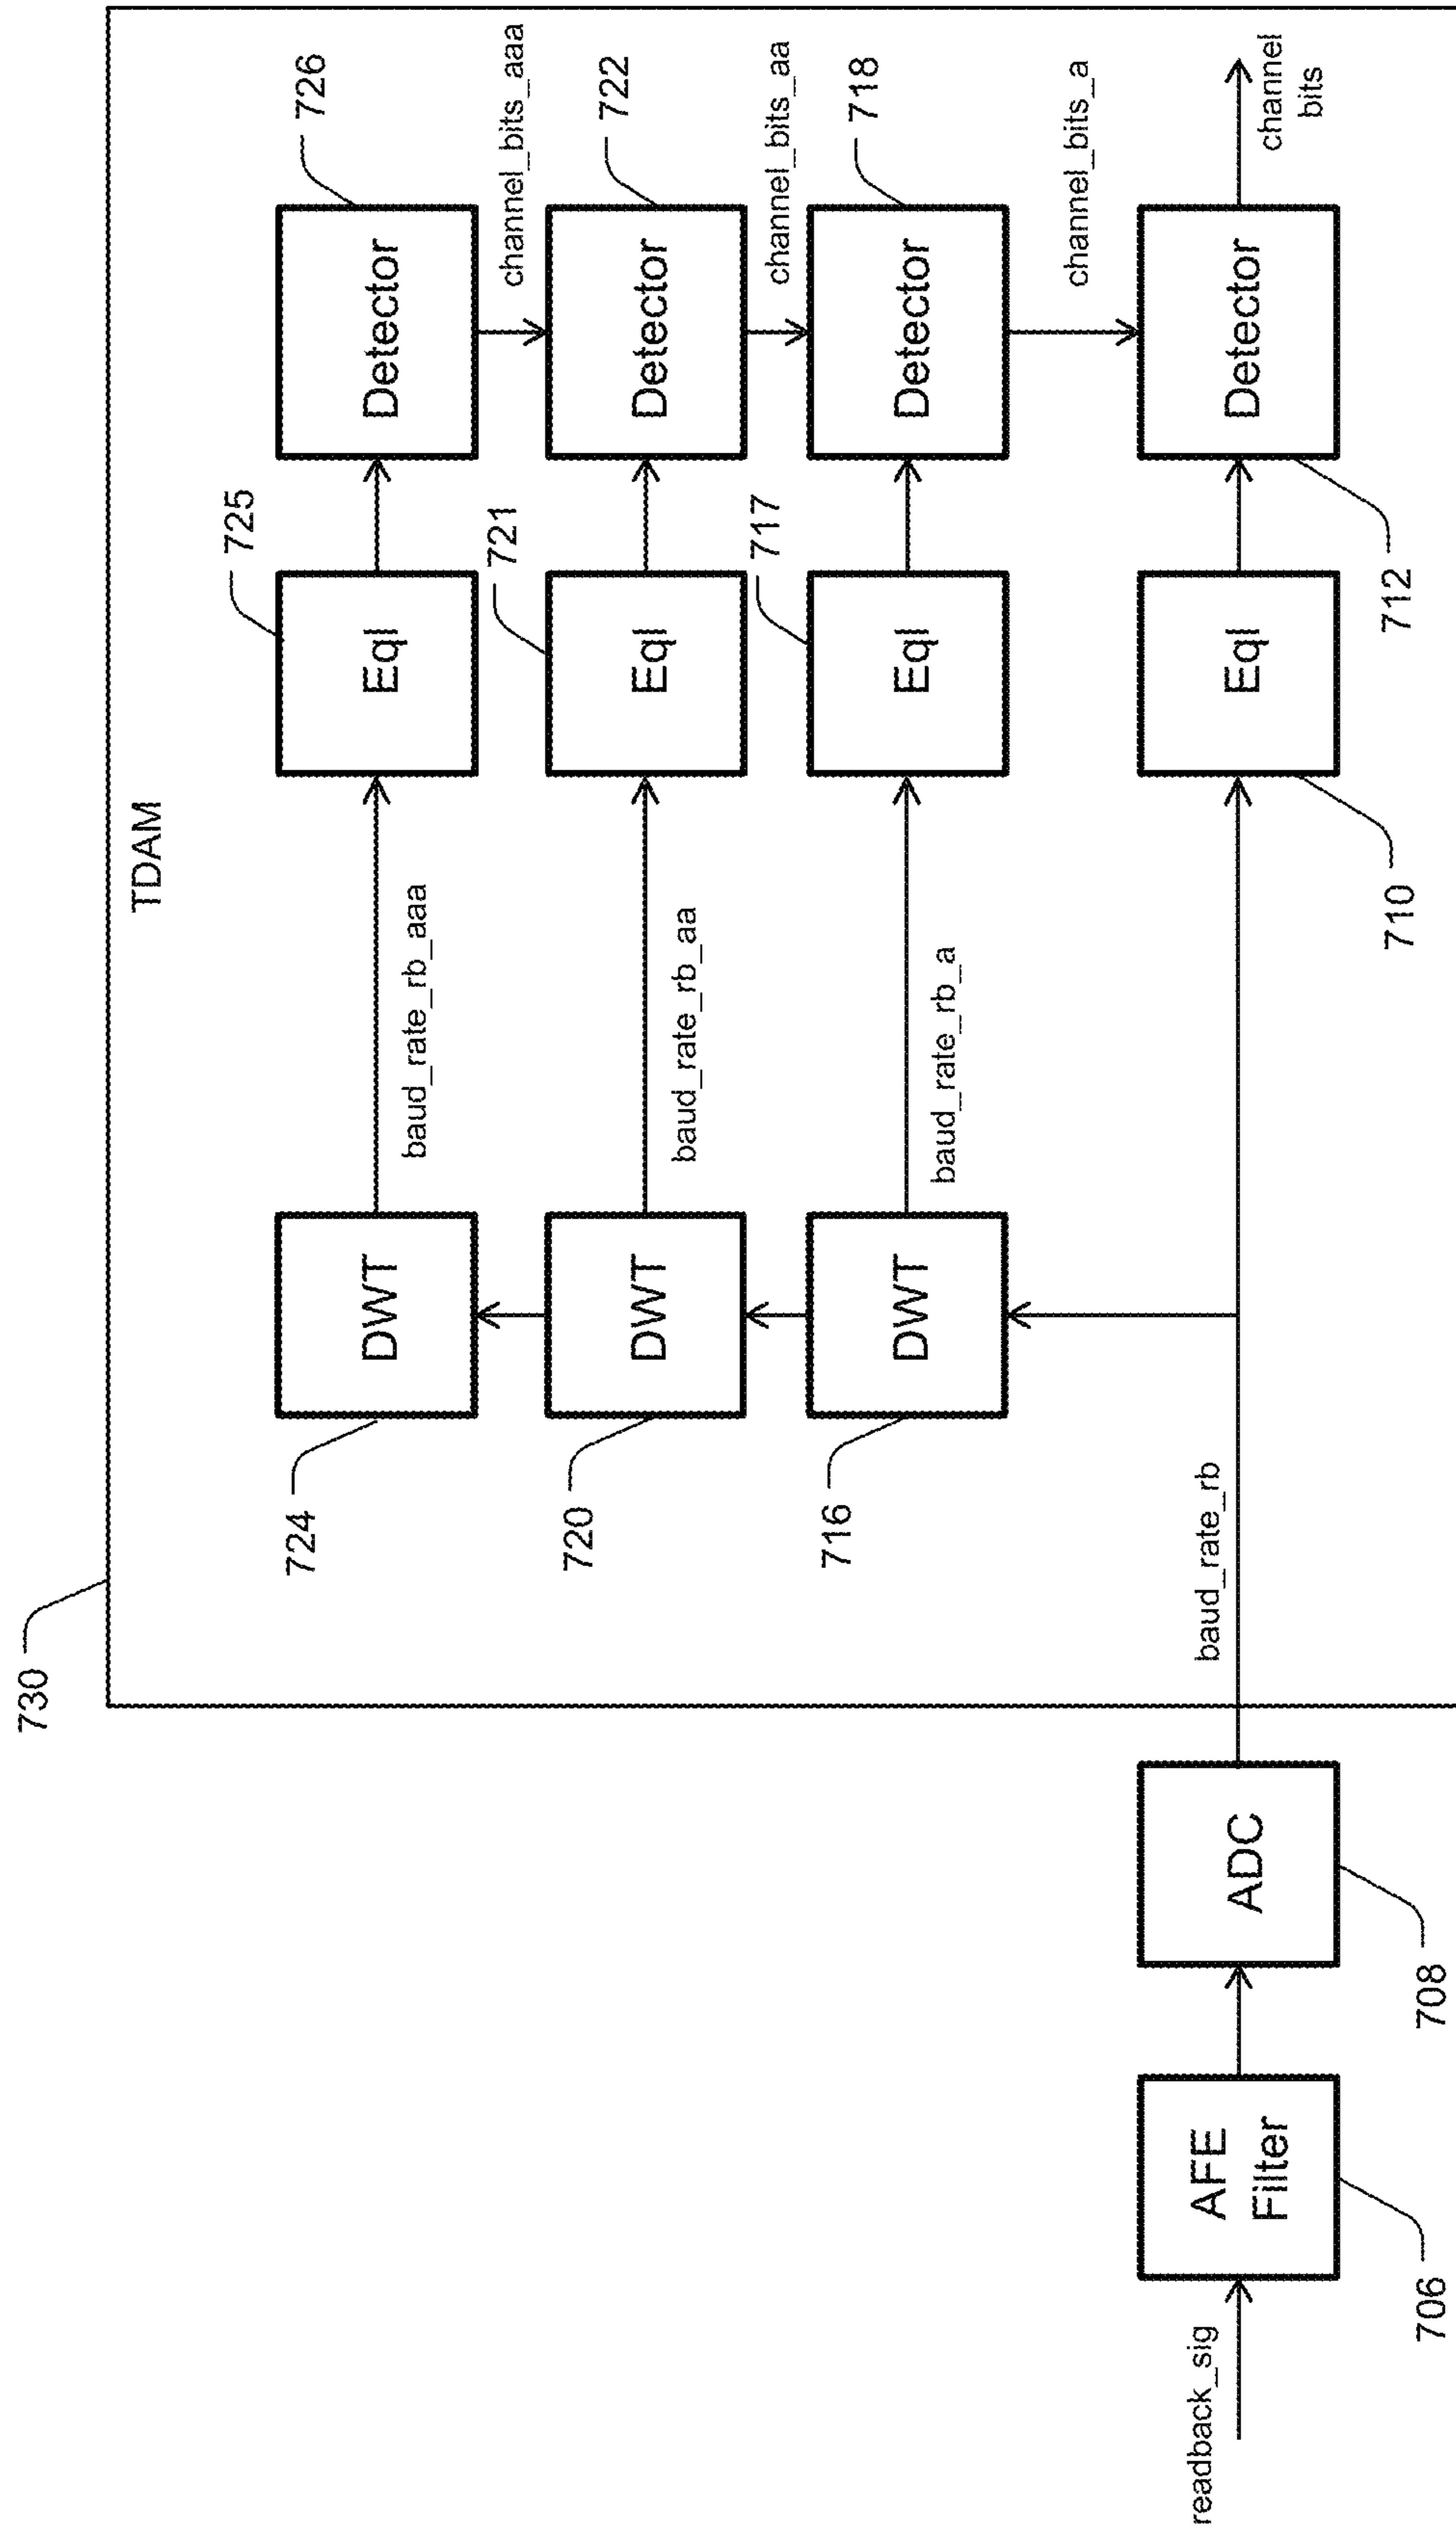 730
TDAM
724
DWT
baud_rate_rb_aaa
725
Eql
Detector
726
channel_bits_aaa
720
DWT
baud_rate_rb_aa
721
Eql
Detector
722
channel_bits_aa
716
DWT
baud_rate_rb_a
717
Eql
Detector
718
channel_bits_a
readback_sig
AFE
Filter
706
ADC
708
baud_rate_rb
Eql
710
Detector
712
channel
bits